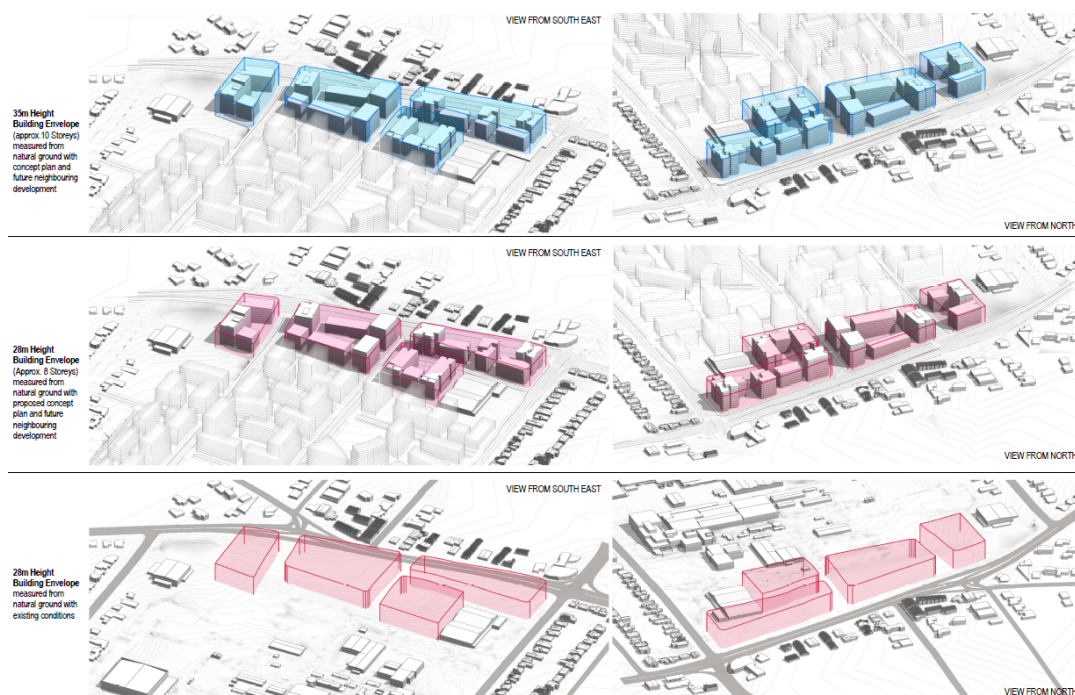 VIEW FROM SOUTH EAST
VIEW FROM NORTH
35m Height
Building Envelope
(approx.10 Storeys)
measured from
natural ground with
concept plan and
future neighbouring
development
VIEW FROM SOUTH EAST
VIEW FROM NORTH
28m Height
Building Envelope
(Approx. 8 Storeys)
measured from
natural ground with
proposed concept
plan and future
neighbouring
development
VIEW FROM SOUTH EAST
VIEW FROM NORTH
28m Height
Building Envelope
measured from
natural ground with
existing conditions